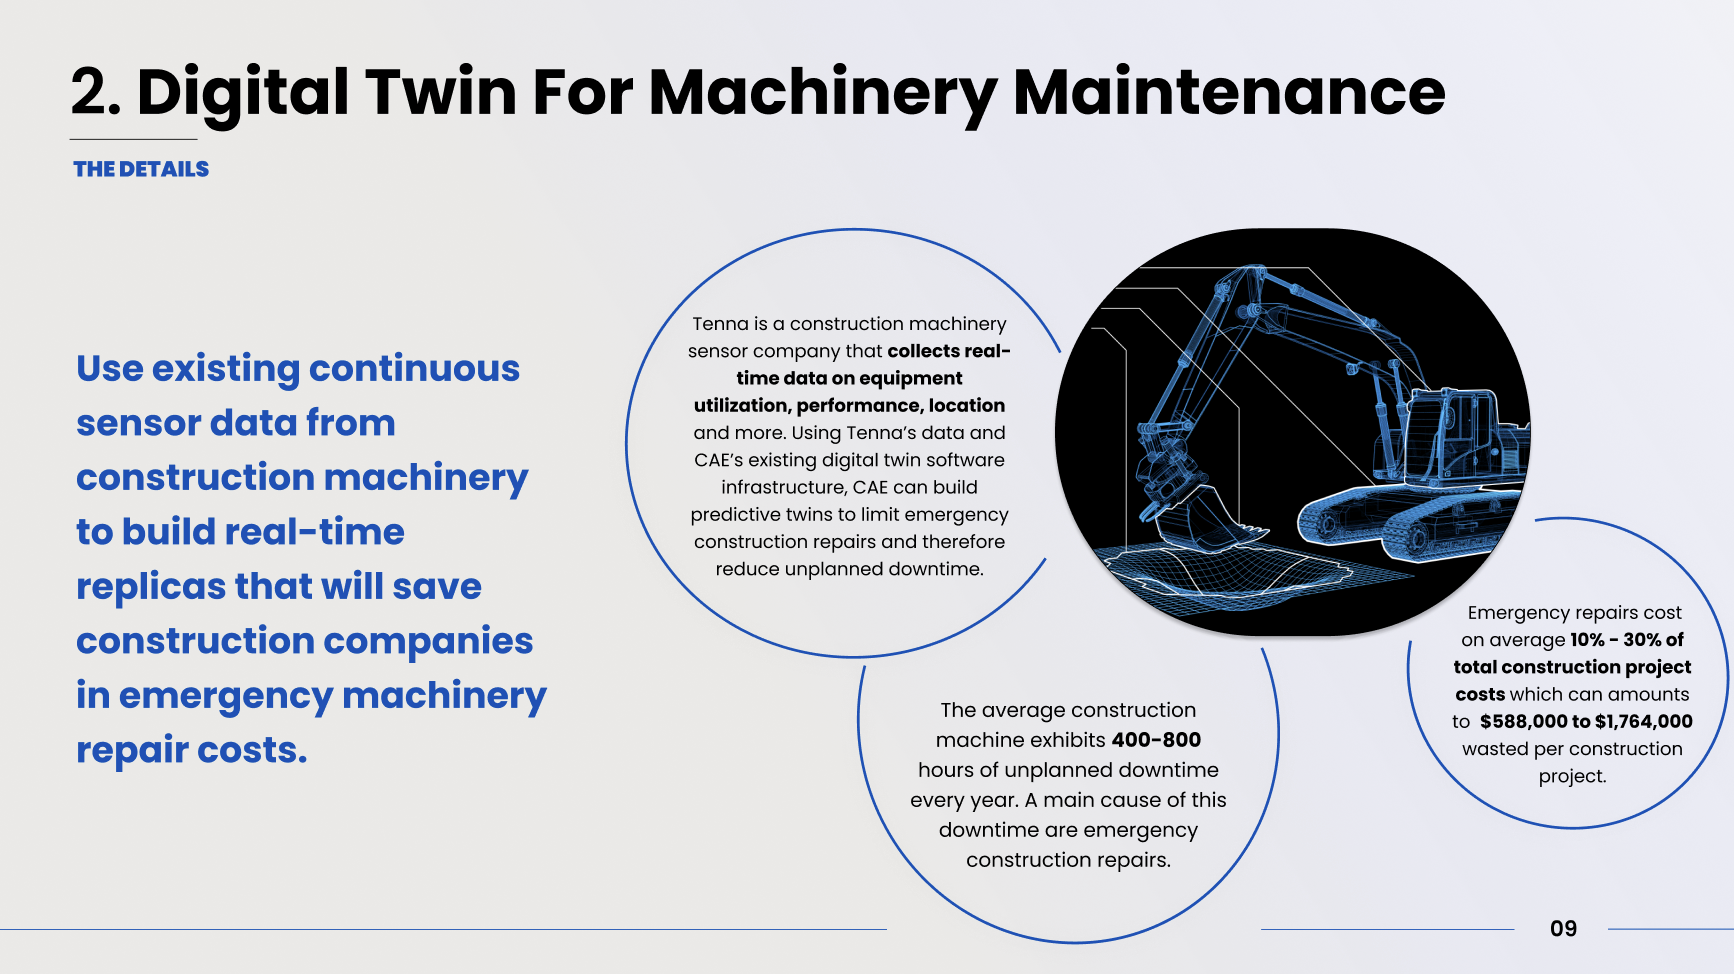 2. Digital Twin For Machinery Maintenance
THE DETAILS
Use existing continuous
sensor data from
construction machinery
to build real-time
replicas that will save
construction companies
in emergency machinery
repair costs.
Tenna is a construction machinery
sensor company that collects real-
time data on equipment
utilization, performance, location
and more. Using Tenna’s data and
CAE’s existing digital twin software
infrastructure, CAE can build
predictive twins to limit emergency
construction repairs and therefore
reduce unplanned downtime.
The average construction
machine exhibits 400-800
hours of unplanned downtime
every year. A main cause of this
downtime are emergency
construction repairs.
Emergency repairs cost
on average 10% - 30% of
total construction project
costs which can amounts
to $588,000 to $1,764,000
wasted per construction
project.
09